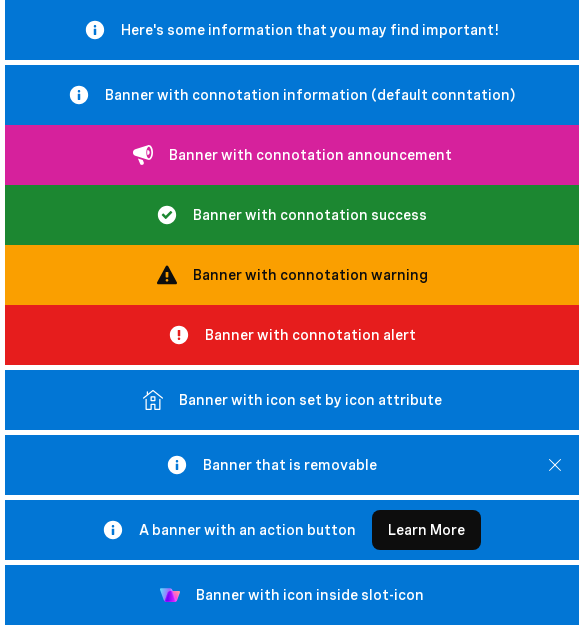 Here's some information that you may find important!
Banner with connotation information (default conntation)
Banner with connotation announcement
Banner with connotation success
Banner with connotation warning
Banner with connotation alert
Banner with icon set by icon attribute
Banner that is removable
A banner with an action button Learn More
Banner with icon inside slot-icon